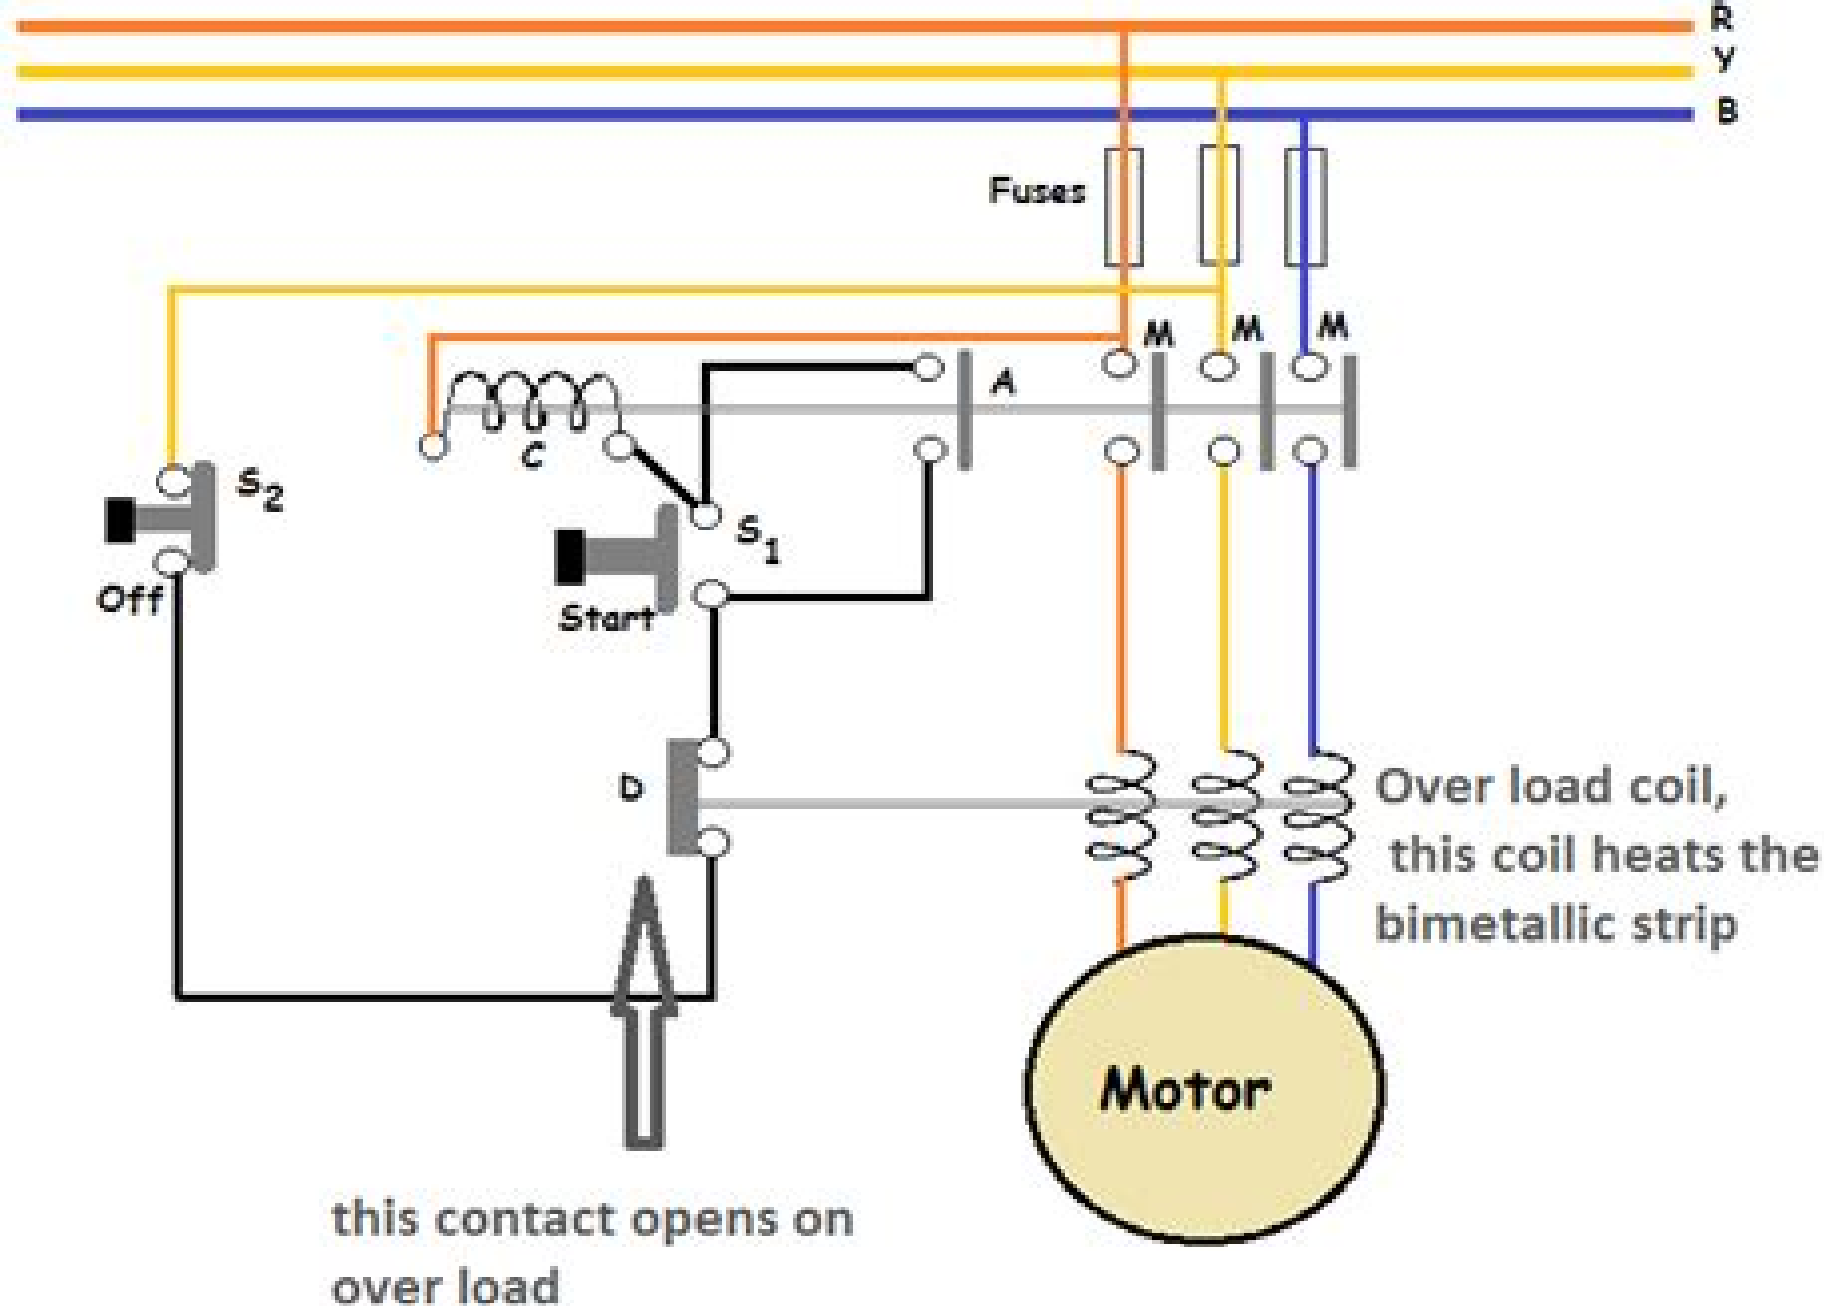 R
Y
B
Fuses
M
M
M
A
C
S2
S1
Off
Start
D
Over load coil,
this coil heats the
bimetallic strip
Motor
this contact opens on
over load